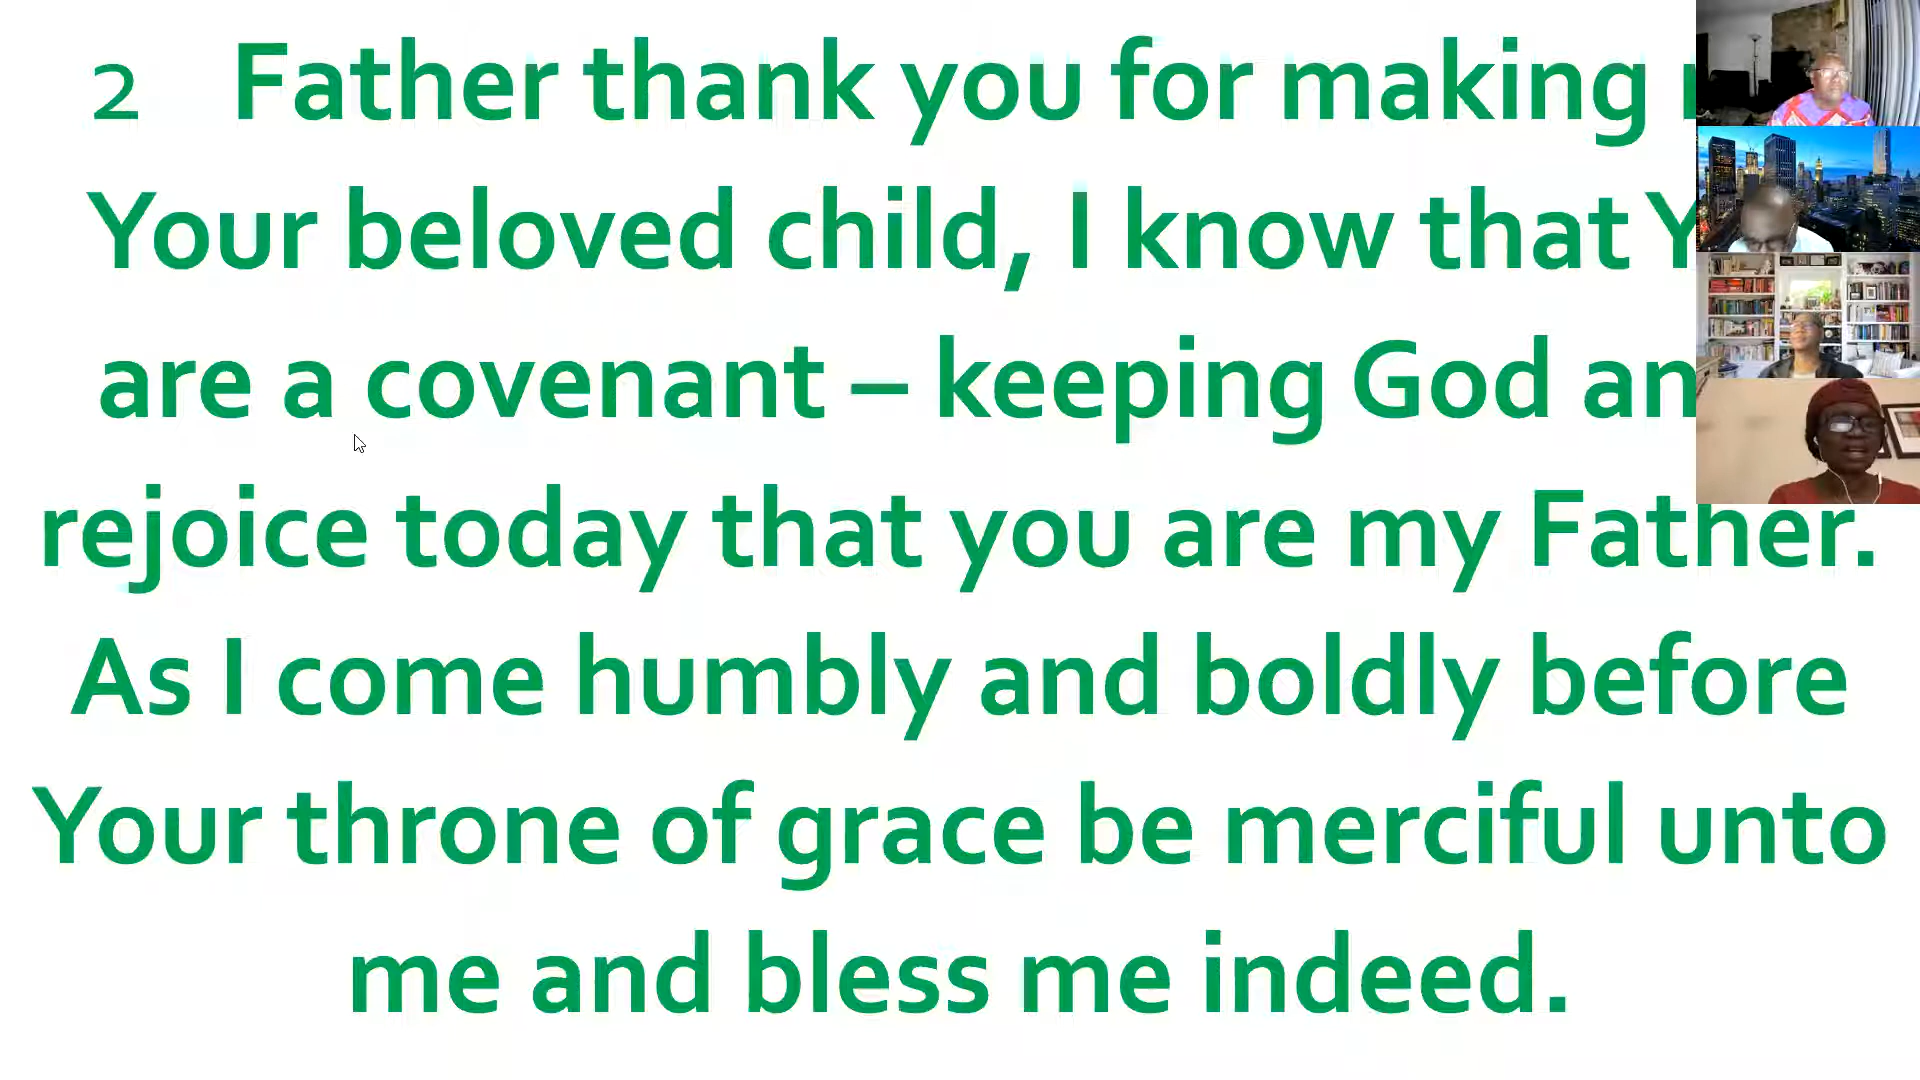 2 Father thank you for making
Your beloved child, I know that
are a covenant – keeping God
rejoice today that you are my Father.
As I come humbly and boldly before
Your throne of grace be merciful unto
me and bless me indeed.